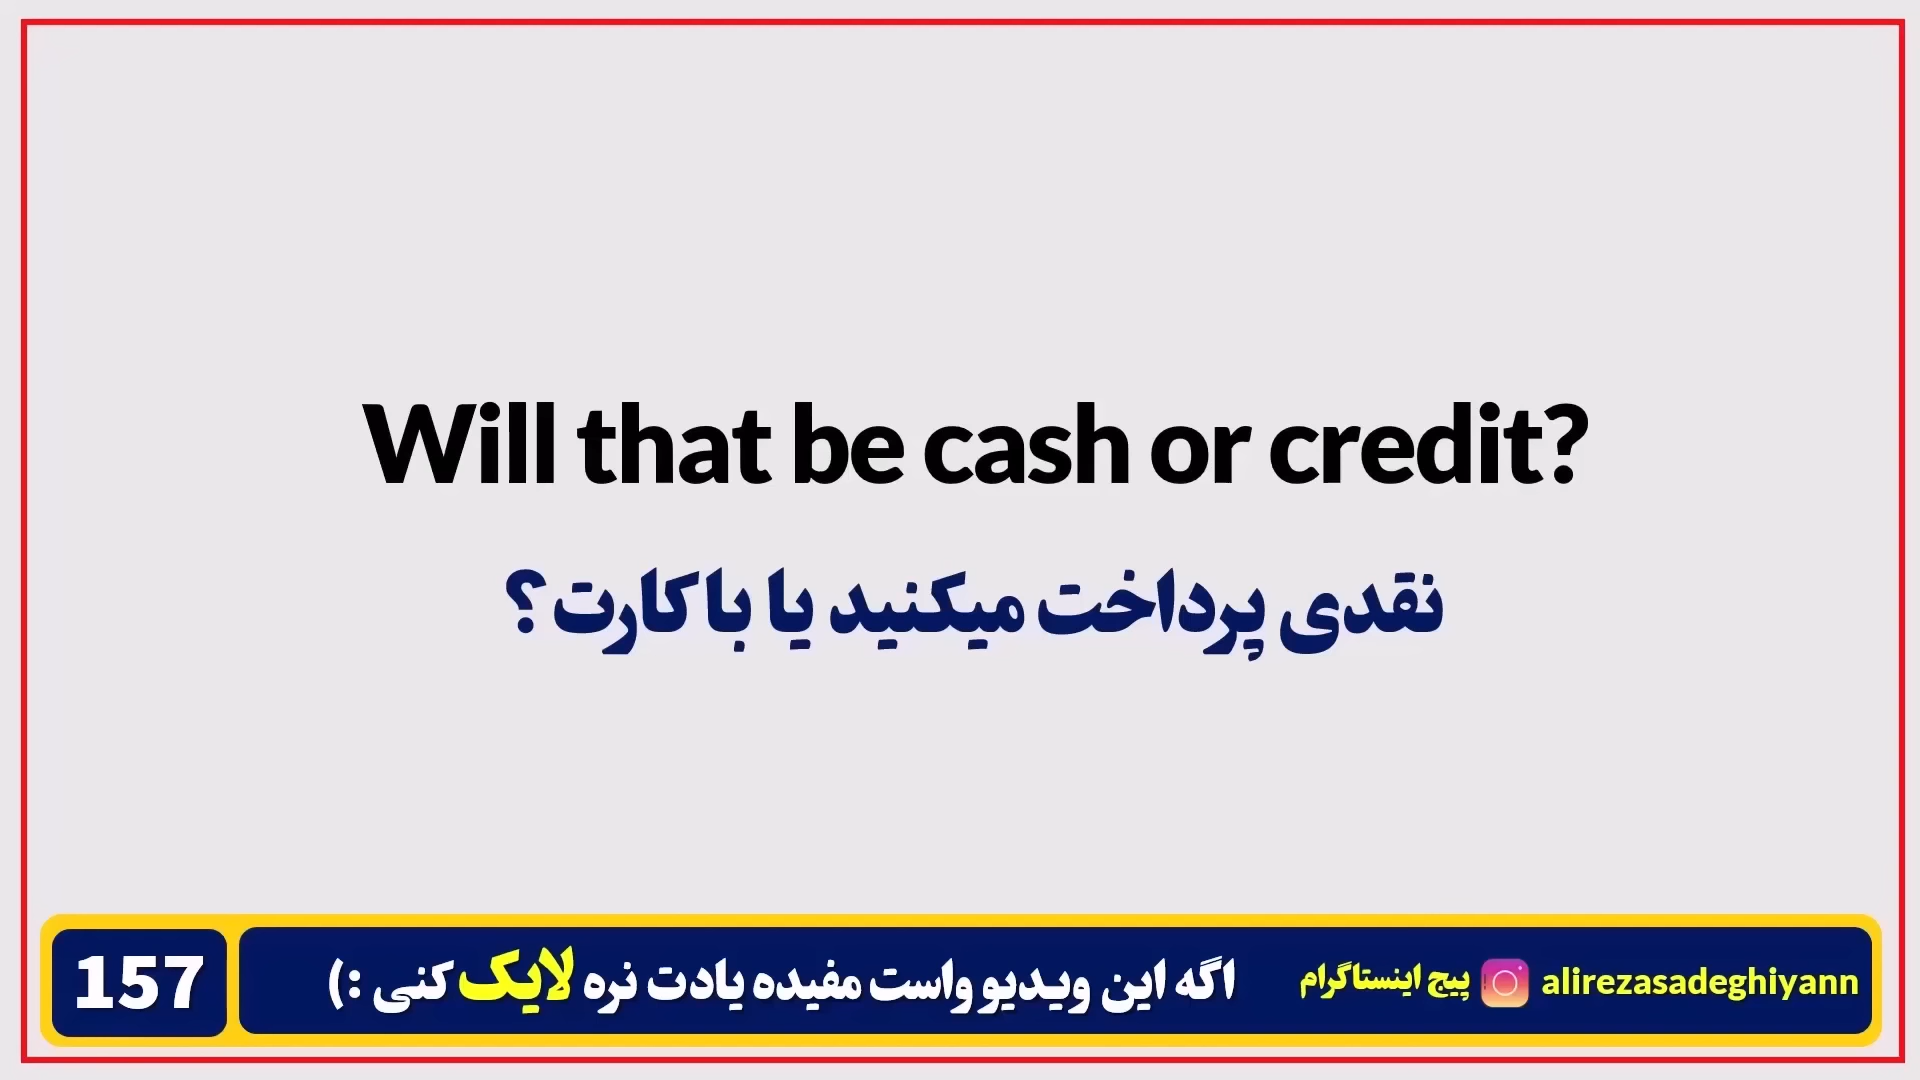 Will that be cash or credit?
نقدی پرداخت میکنید یا با کارت؟
157
اگه این ویدیو واست مفیده یادت نره لایک کنی :)
پیج اینستاگرام alirezasadeghiyann